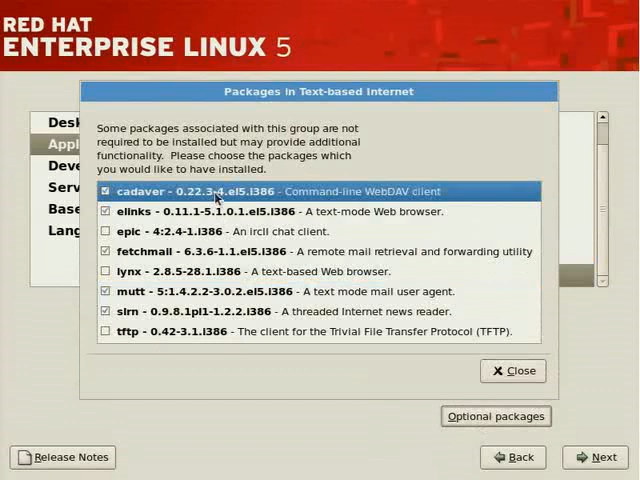 RED HAT
ENTERPRISE LINUX 5
Packages in Text-based Internet
Desk
Appl
Deve
Serv
Base
Lang
Some packages associated with this group are not
required to be installed but may provide additional
functionality. Please choose the packages which
you would like to have installed.
cadaver - 0.22.3-4.el5.i386 - Command-line WebDAV client
elinks - 0.11.1-5.1.0.1.el5.i386 - A text-mode Web browser.
epic - 4:2.4-1.i386 - An ircII chat client.
fetchmail - 6.3.6-1.1.el5.i386 - A remote mail retrieval and forwarding utility
lynx - 2.8.5-28.1.i386 - A text-based Web browser.
mutt - 5:1.4.2.2-3.0.2.el5.i386 - A text mode mail user agent.
slrn - 0.9.8.1pl1-1.2.2.i386 - A threaded Internet news reader.
tftp - 0.42-3.1.i386 - The client for the Trivial File Transfer Protocol (TFTP).
Close
Optional packages
Release Notes
Back
Next